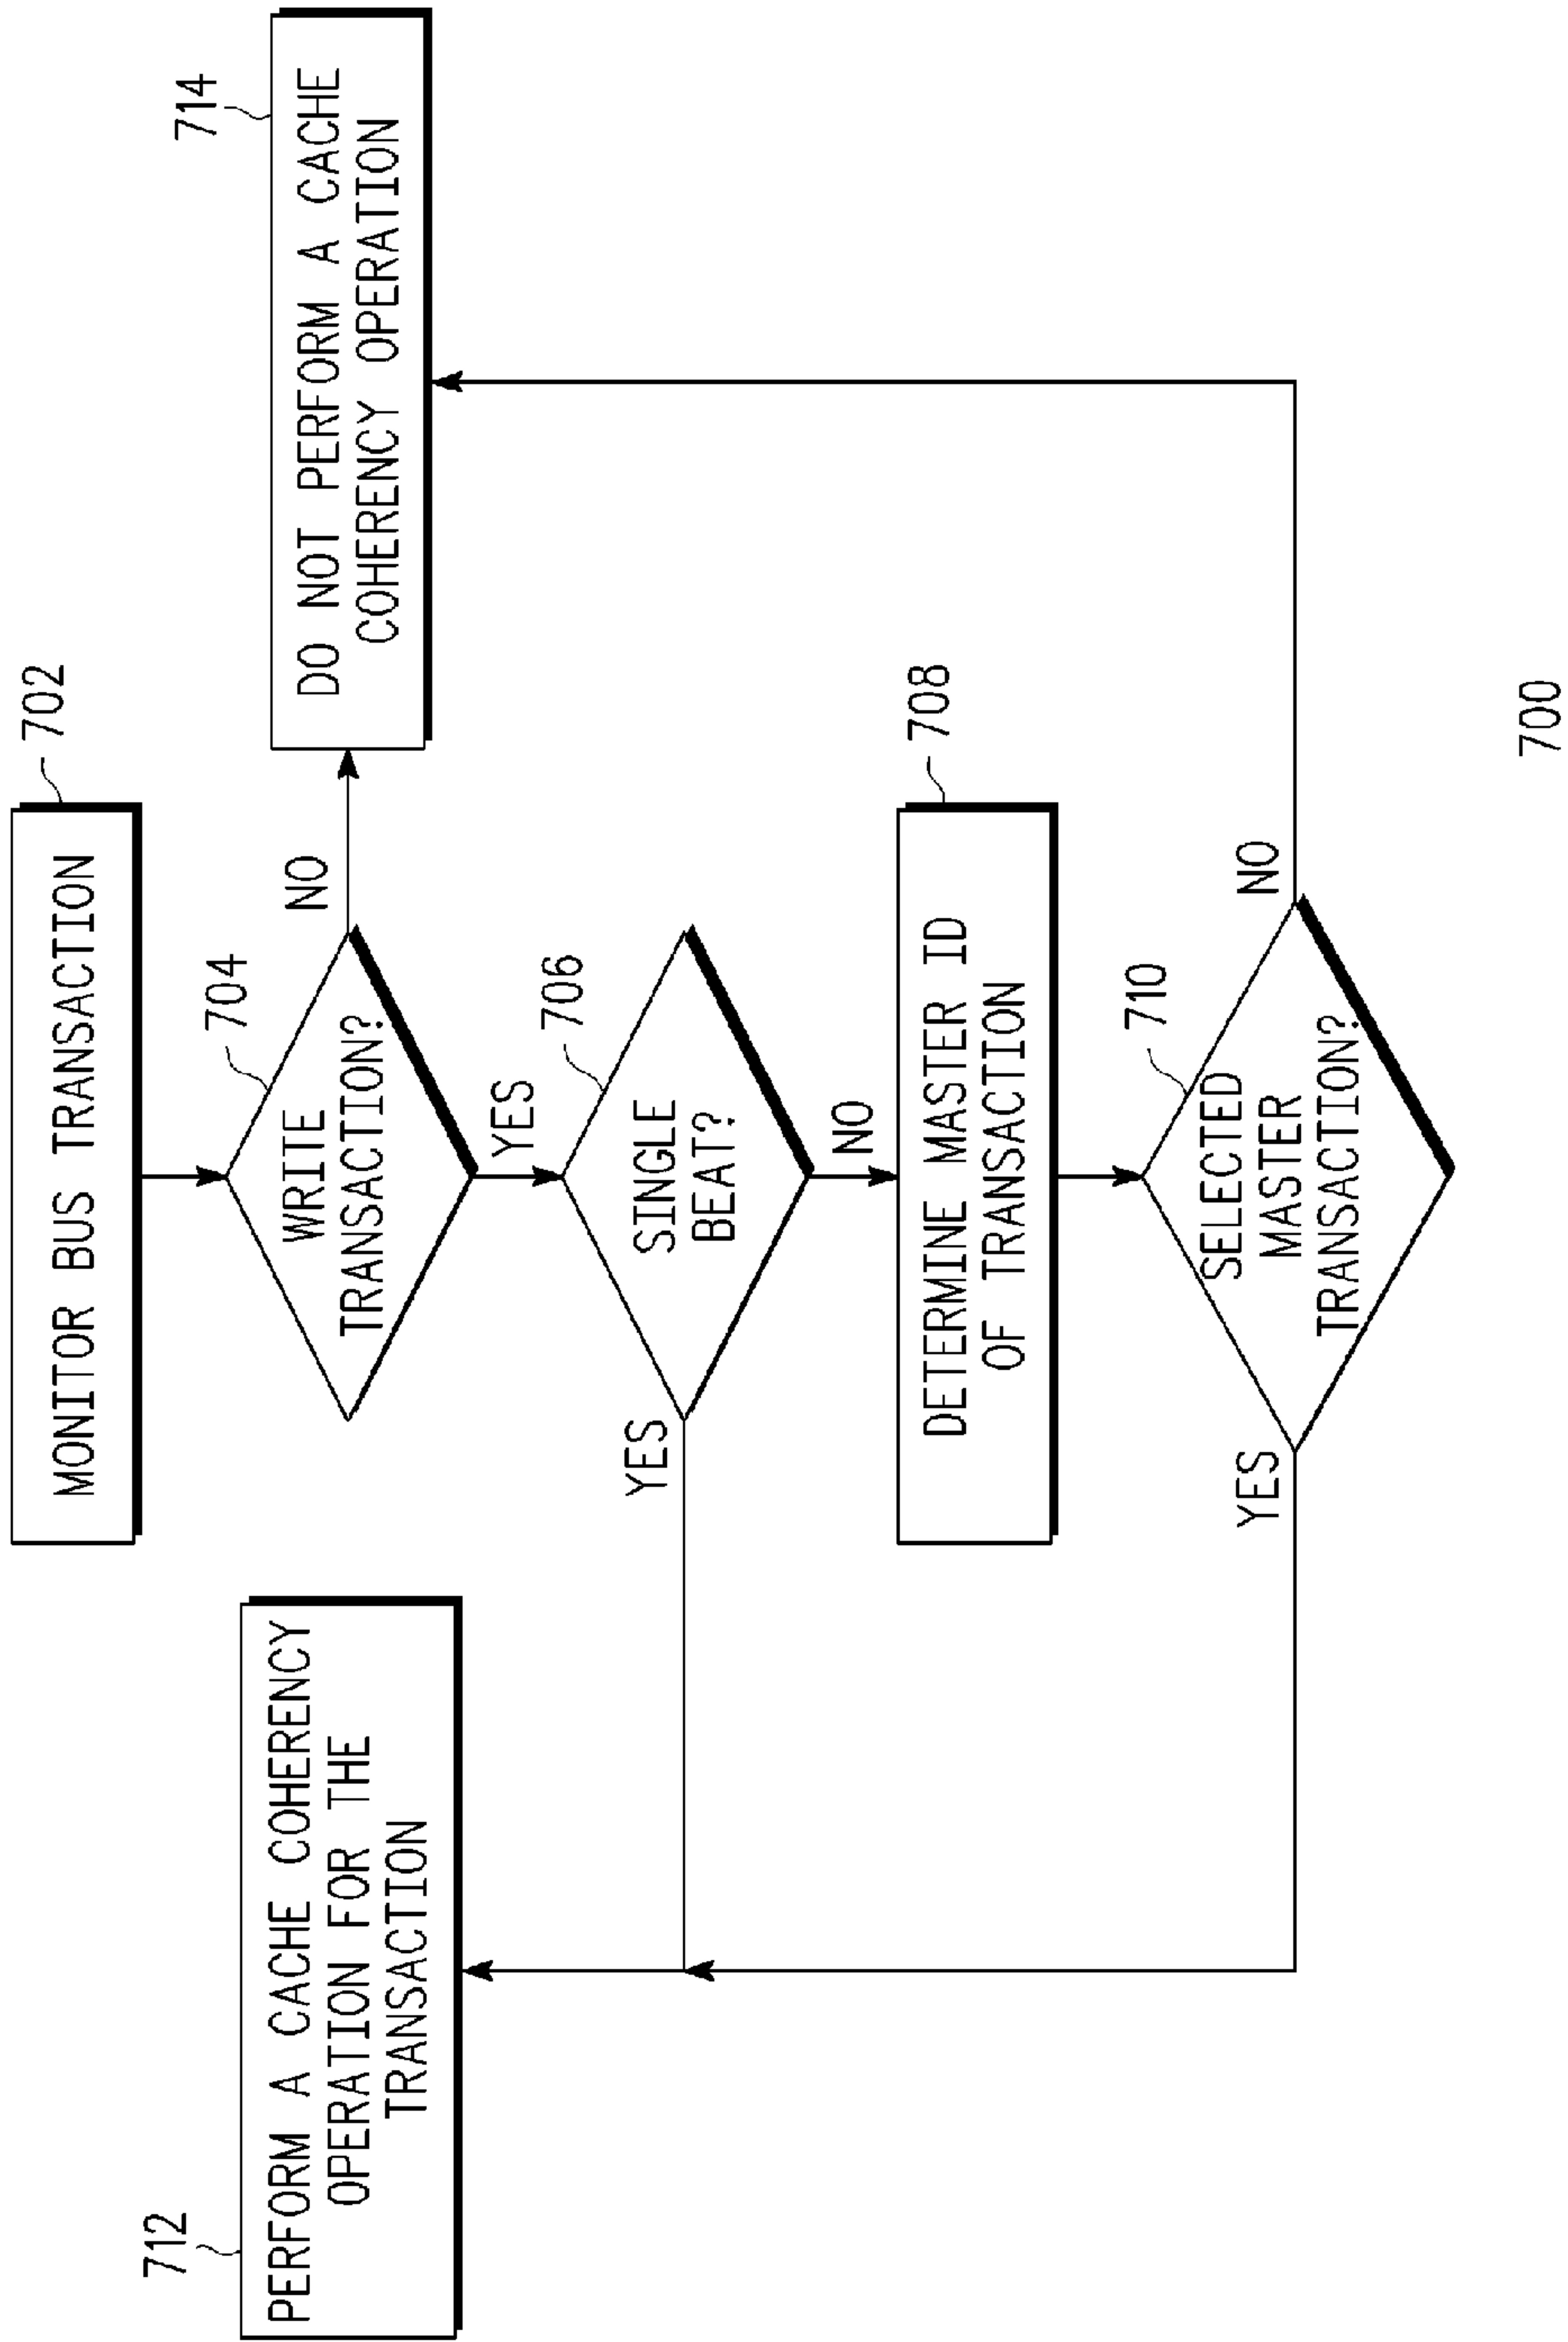 702
MONITOR BUS TRANSACTION
712
PERFORM A CACHE COHERENCY
OPERATION FOR THE
TRANSACTION
704
WRITE
TRANSACTION?
NO
714
DO NOT PERFORM A CACHE
COHERENCY OPERATION
YES
706
SINGLE
BEAT?
YES
NO
708
DETERMINE MASTER ID
OF TRANSACTION
710
SELECTED
MASTER
TRANSACTION?
YES
NO
700